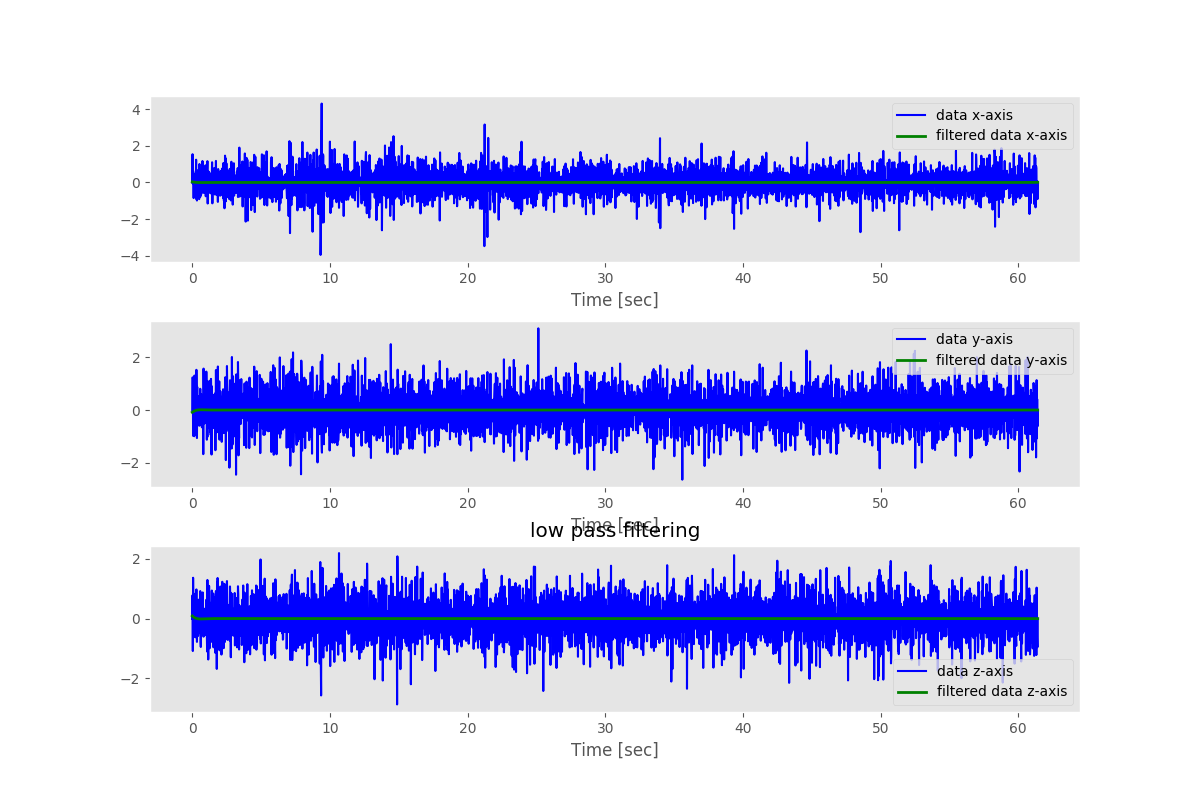 data x-axis
filtered data x-axis
4
2
0
−2
−4
0 10 20 30 40 50 60
Time [sec]
data y-axis
filtered data y-axis
2
0
−2
0 10 20 30 40 50 60
Time [sec]
low pass filtering
2
0
−2
data z-axis
filtered data z-axis
0 10 20 30 40 50 60
Time [sec]